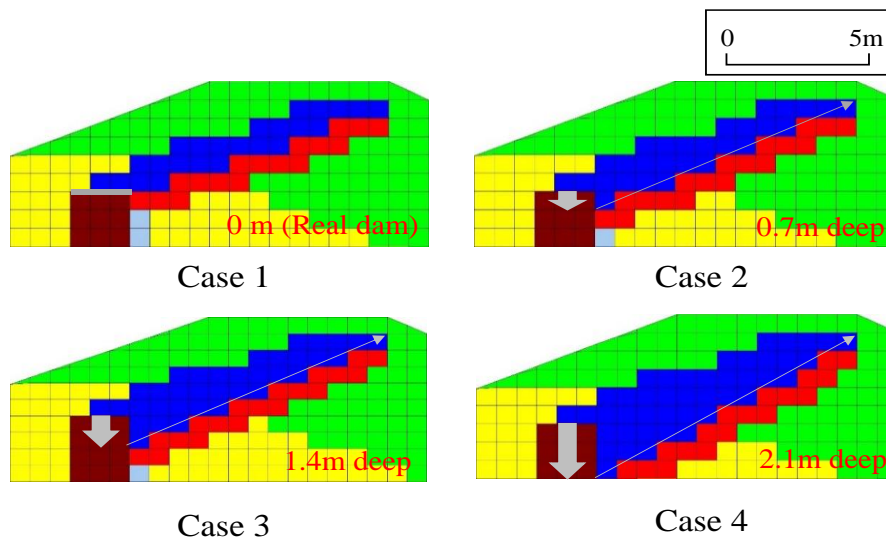 0 5m
0 m (Real dam)
0.7m deep
Case 1
Case 2
1.4m deep
2.1m deep
Case 3
Case 4